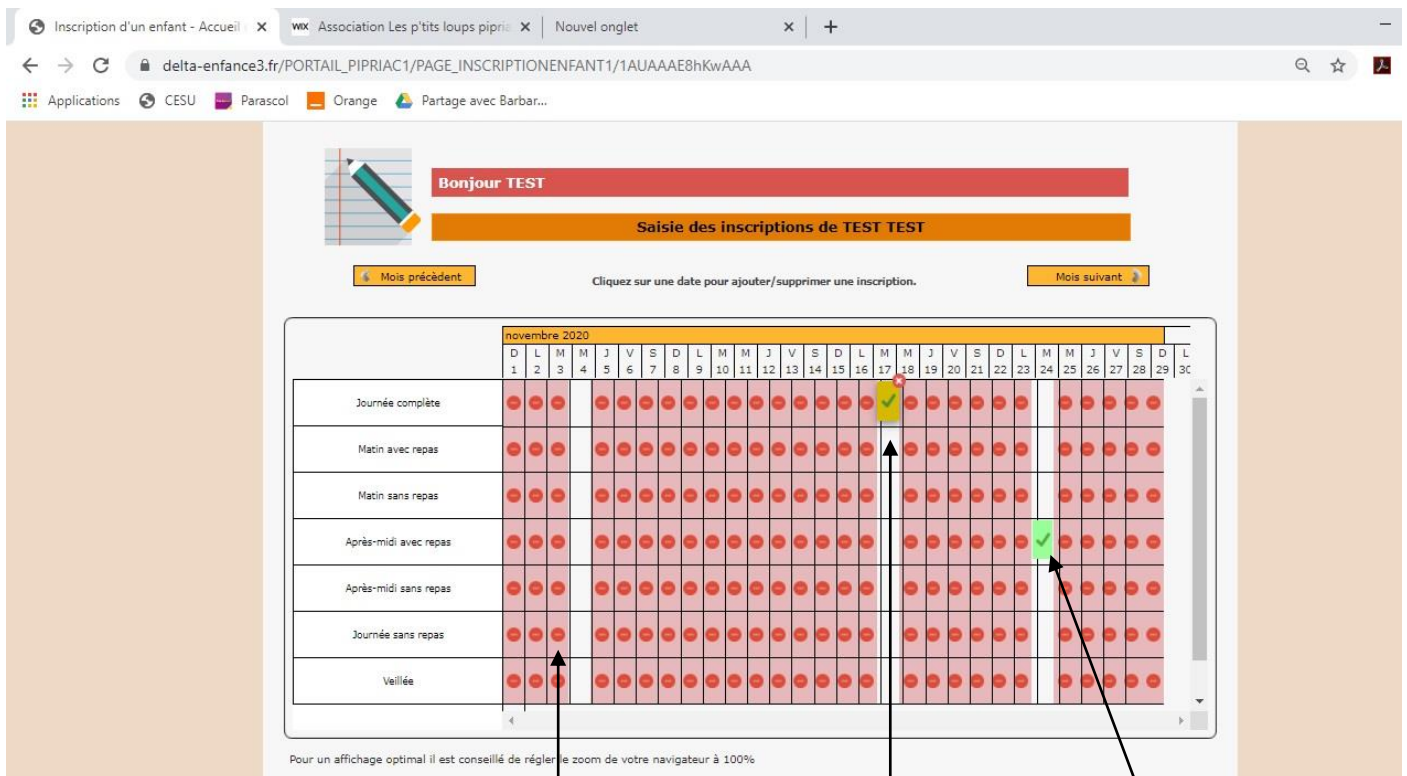 Inscription d'un enfant - Accueil
WIX Association Les p'tits loups pipria
Nouvel onglet
delta-enfance3.fr/PORTAIL_PIPRIAC1/PAGE_INSCRIPTIONENFANT1/1AUAAAE8hKwAAA
Applications CESU Parascol Orange Partage avec Barbar...
Bonjour TEST
Saisie des inscriptions de TEST TEST
Mois précèdent
Cliquez sur une date pour ajouter/supprimer une inscription.
Mois suivant
novembre 2020
D L M M J V S D L M M J V S D L M M J V S D L M M J V S D L
1 2 3 4 5 6 7 8 9 10 11 12 13 14 15 16 17 18 19 20 21 22 23 24 25 26 27 28 29 30
Journée complète
Matin avec repas
Matin sans repas
Après-midi avec repas
Après-midi sans repas
Journée sans repas
Veillée
Pour un affichage optimal il est conseillé de régler le zoom de votre navigateur à 100%